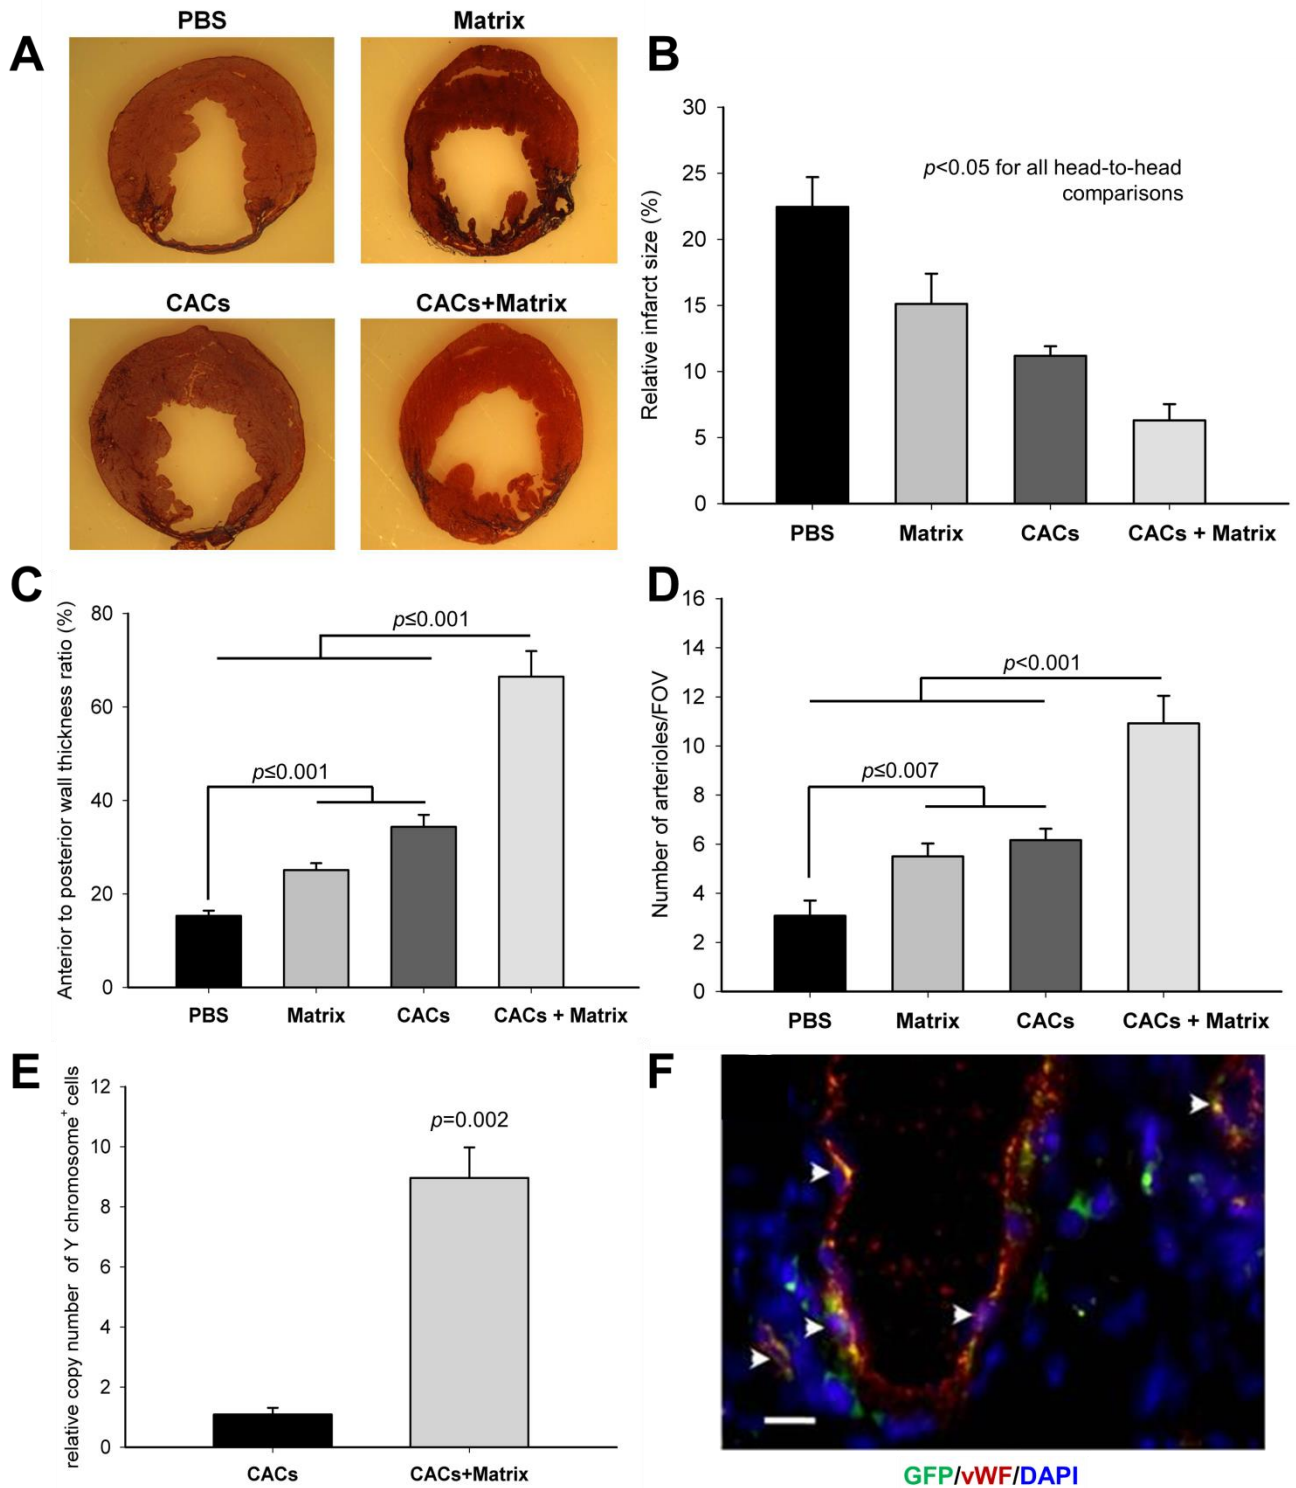 A
PBS
Matrix
CACs
CACs+Matrix
B
Relative infarct size (%)
30
25
20
15
10
5
0
p<0.05 for all head-to-head
comparisons
PBS
Matrix
CACs
CACs + Matrix
C
Anterior to posterior wall thickness ratio (%)
80
60
40
20
0
p≤0.001
p≤0.001
PBS
Matrix
CACs
CACs + Matrix
D
Number of arterioles/FOV
16
14
12
10
8
6
4
2
0
p<0.001
p≤0.007
PBS
Matrix
CACs
CACs + Matrix
E
relative copy number of Y chromosome⁺ cells
12
10
8
6
4
2
0
p=0.002
CACs
CACs+Matrix
F
GFP/vWF/DAPI